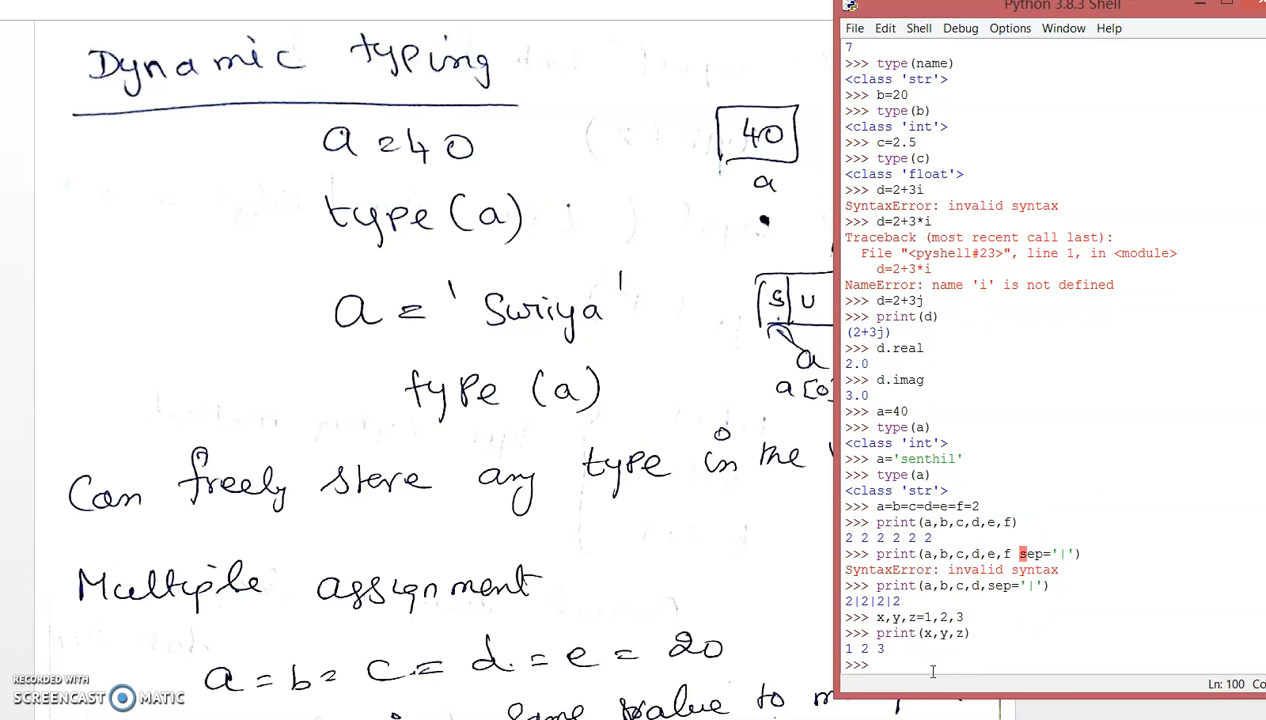 Dynamic typing
a = 40
40
a
type(a)
a = 'Suriya'
S U
a
a[0]
type (a)
Can freely store any type in the
Multiple assignment
a = b = c = d = e = 20
same value to
RECORDED WITH
SCREENCAST MATIC
Python 3.8.3 Shell
File Edit Shell Debug Options Window Help
7
>>> type(name)
<class 'str'>
>>> b=20
>>> type(b)
<class 'int'>
>>> c=2.5
>>> type(c)
<class 'float'>
>>> d=2+3i
SyntaxError: invalid syntax
>>> d=2+3*i
Traceback (most recent call last):
File "<pyshell#23>", line 1, in <module>
d=2+3*i
NameError: name 'i' is not defined
>>> d=2+3j
>>> print(d)
(2+3j)
>>> d.real
2.0
>>> d.imag
3.0
>>> a=40
>>> type(a)
<class 'int'>
>>> a='senthil'
>>> type(a)
<class 'str'>
>>> a=b=c=d=e=f=2
>>> print(a,b,c,d,e,f)
2 2 2 2 2 2
>>> print(a,b,c,d,e,f sep='|')
SyntaxError: invalid syntax
>>> print(a,b,c,d,sep='|')
2|2|2|2
>>> x,y,z=1,2,3
>>> print(x,y,z)
1 2 3
>>>
Ln: 100 Co